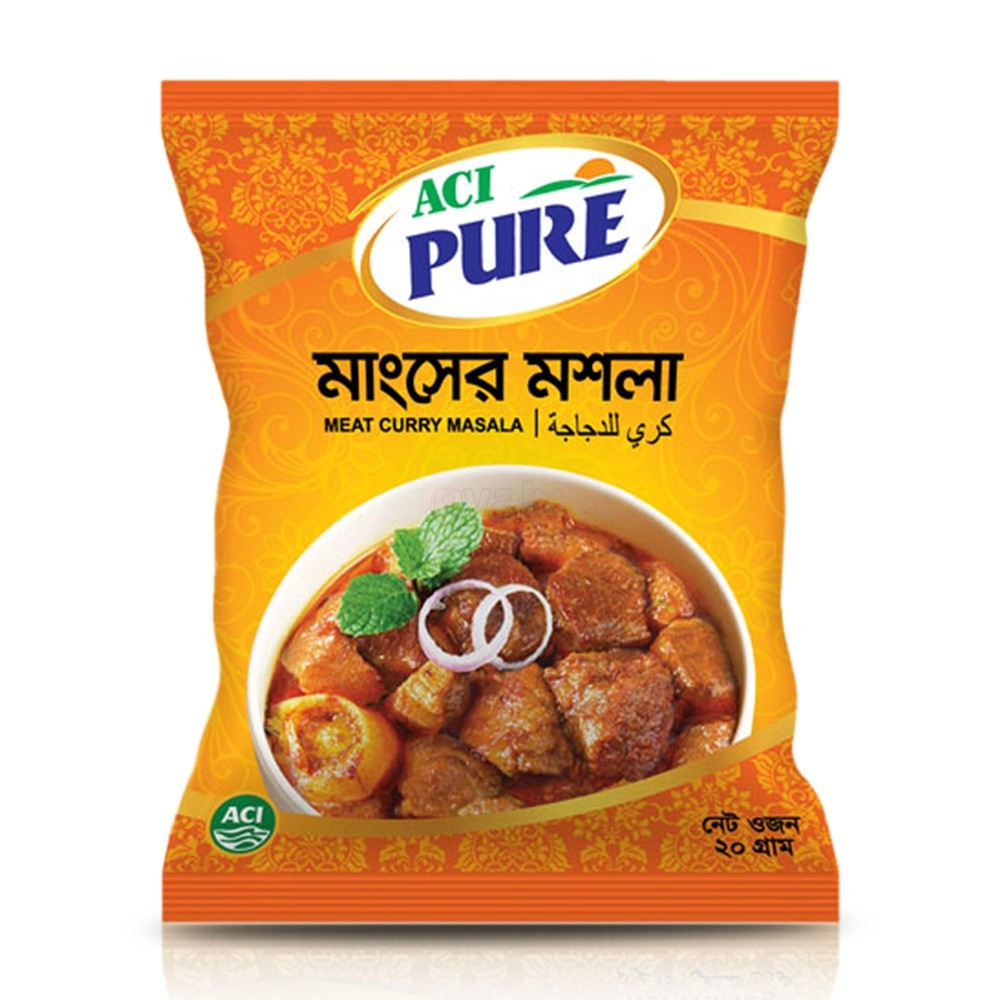 ACI
PURE
মাংসের মশলা
MEAT CURRY MASALA | كري للدجاجة
ACI
নেট ওজন
২০ গ্রাম